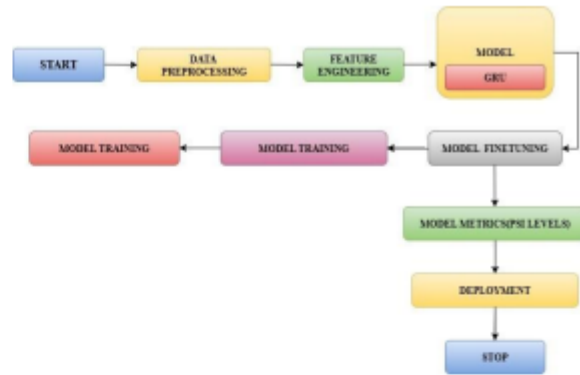 START
DATA
PREPROCESSING
FEATURE
ENGINEERING
MODEL
GRU
MODEL TRAINING
MODEL TRAINING
MODEL FINETUNING
MODEL METRICS(PSI LEVELS)
DEPLOYMENT
STOP